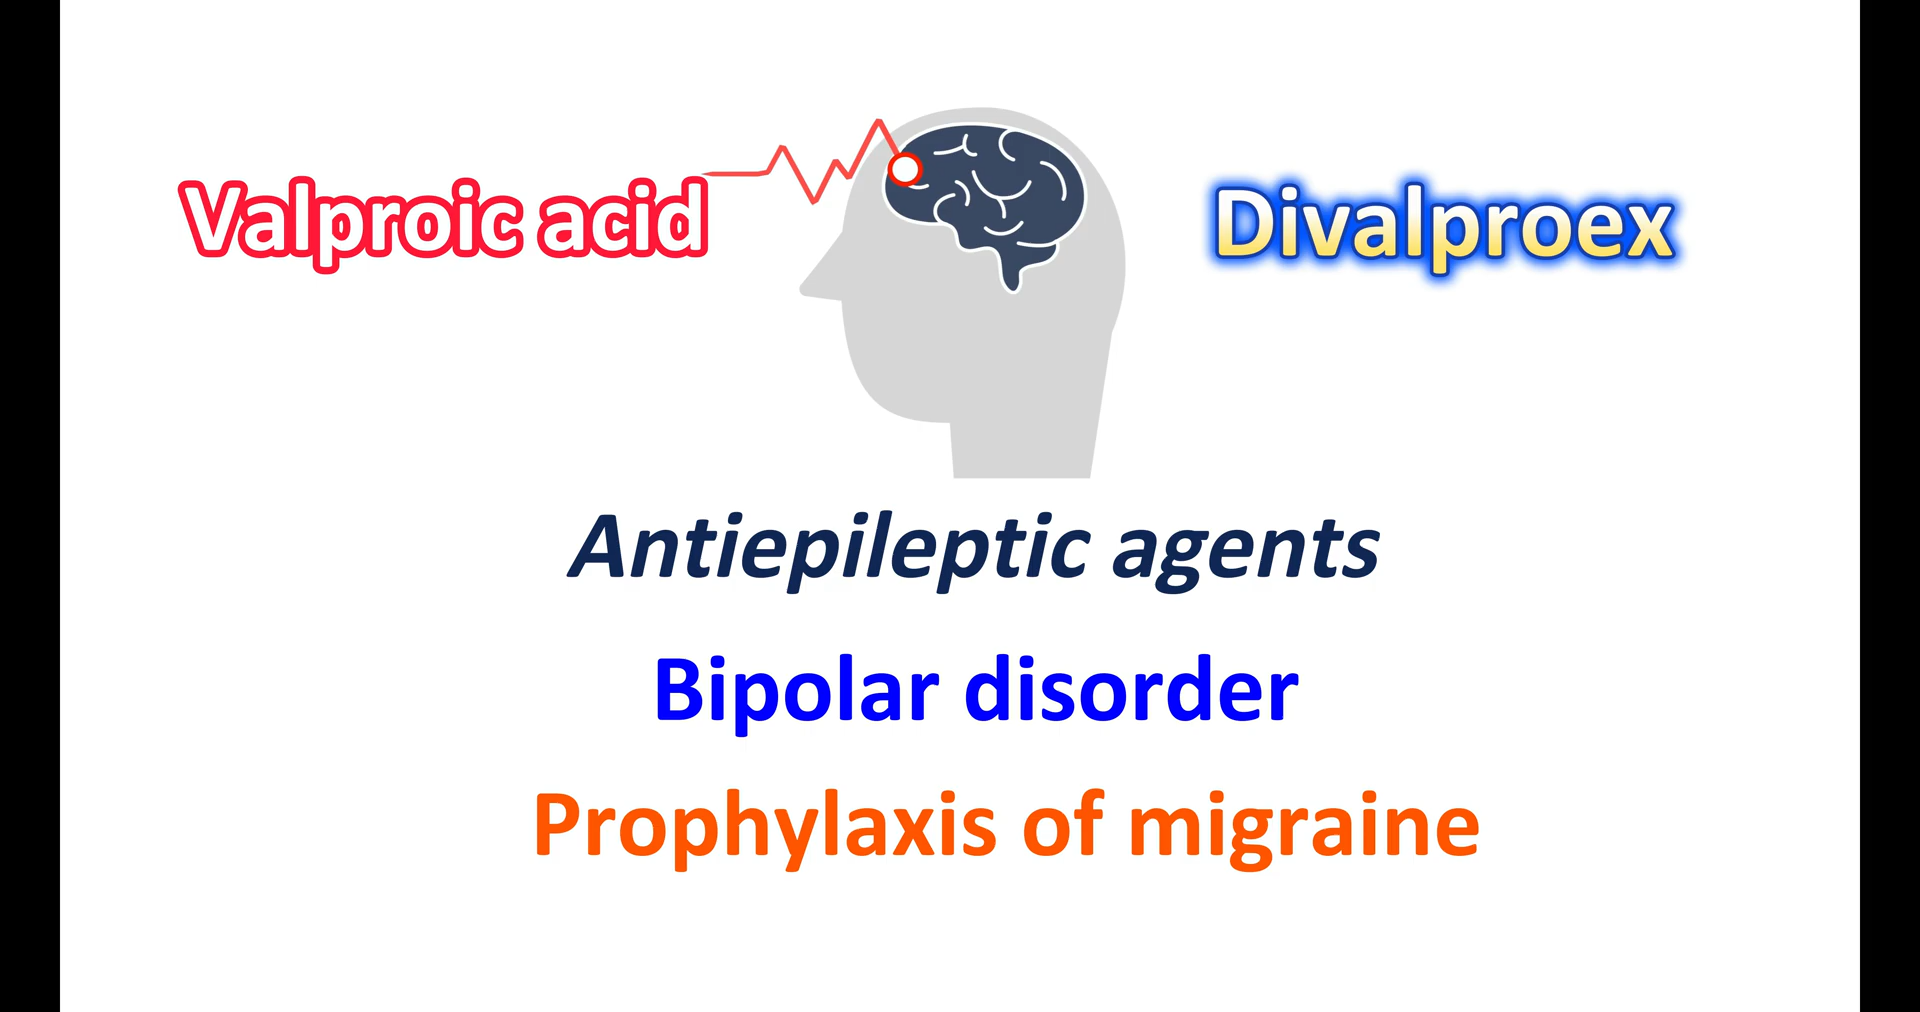 Valproic acid
Divalproex
Antiepileptic agents
Bipolar disorder
Prophylaxis of migraine